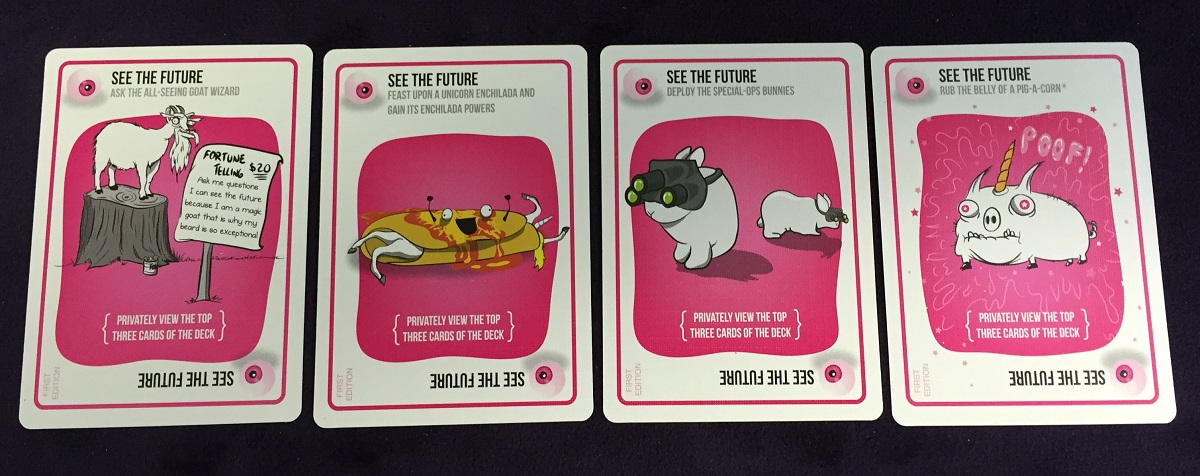 SEE THE FUTURE
ASK THE ALL-SEEING GOAT WIZARD
FORTUNE
TELLING $20
Ask me questions
I can see the future
because I am a magic
goat that is why my
beard is so exceptional
PRIVATELY VIEW THE TOP
THREE CARDS OF THE DECK
SEE THE FUTURE
FIRST
EDITION
SEE THE FUTURE
FEAST UPON A UNICORN ENCHILADA AND
GAIN ITS ENCHILADA POWERS
PRIVATELY VIEW THE TOP
THREE CARDS OF THE DECK
SEE THE FUTURE
FIRST
EDITION
SEE THE FUTURE
DEPLOY THE SPECIAL-OPS BUNNIES
PRIVATELY VIEW THE TOP
THREE CARDS OF THE DECK
SEE THE FUTURE
FIRST
EDITION
SEE THE FUTURE
RUB THE BELLY OF A PIG-A-CORN
POOF!
PRIVATELY VIEW THE TOP
THREE CARDS OF THE DECK
SEE THE FUTURE
FIRST
EDITION